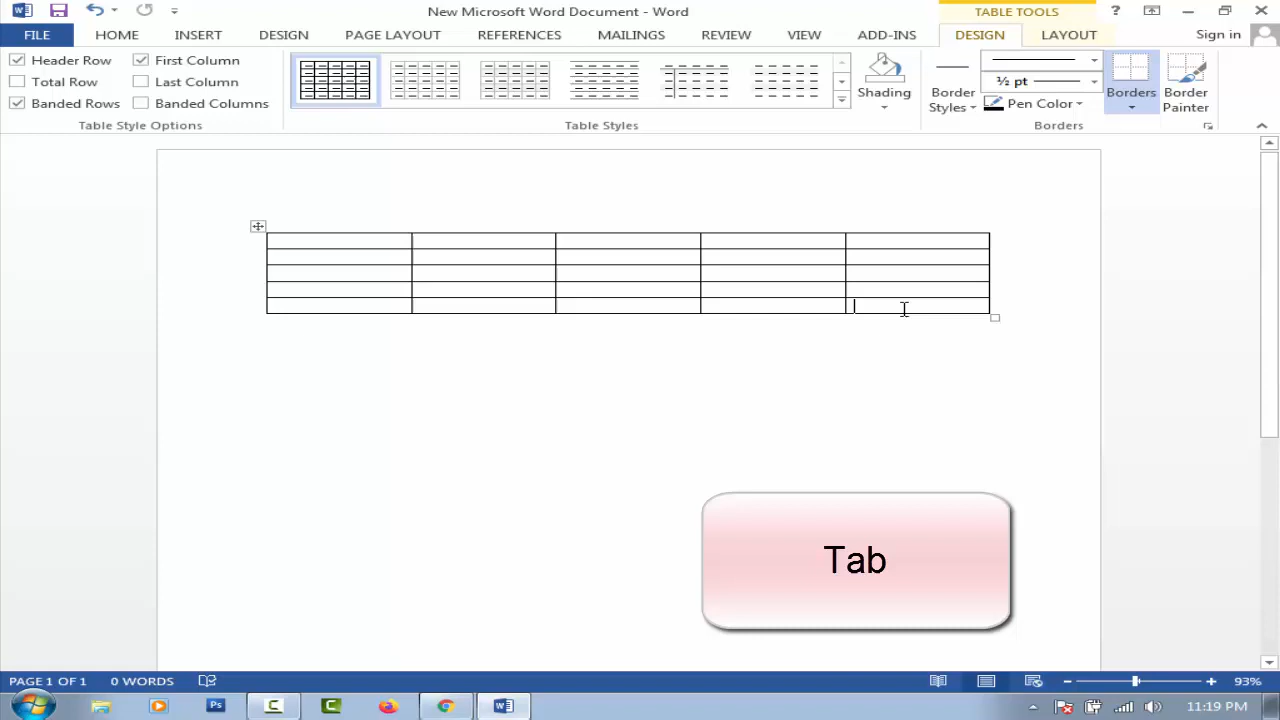 New Microsoft Word Document - Word
TABLE TOOLS
?
FILE
HOME
INSERT
DESIGN
PAGE LAYOUT
REFERENCES
MAILINGS
REVIEW
VIEW
ADD-INS
DESIGN
LAYOUT
Sign in
Header Row
First Column
Total Row
Last Column
Banded Rows
Banded Columns
Table Style Options
Table Styles
Shading
Border Styles
½ pt
Pen Color
Borders
Border Painter
Borders
Tab
PAGE 1 OF 1
0 WORDS
93%
Ps
11:19 PM